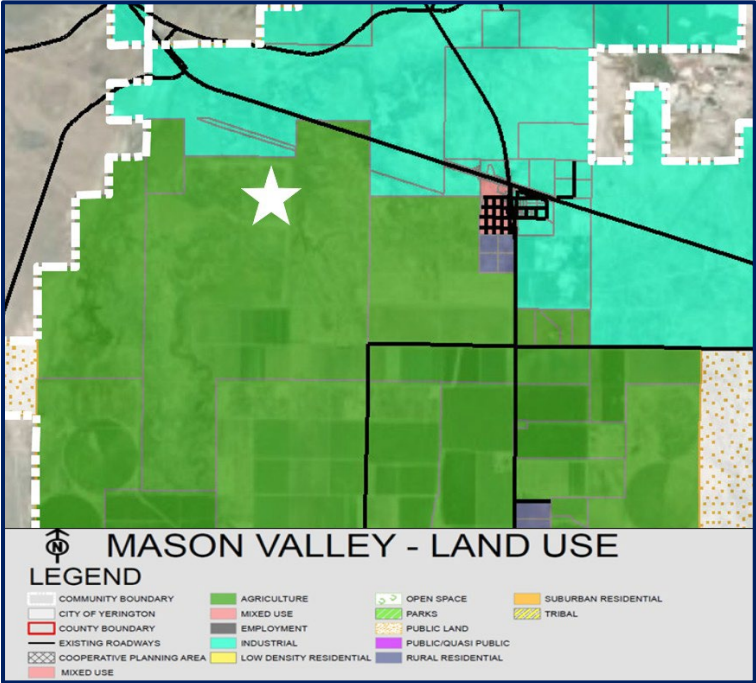 N
MASON VALLEY - LAND USE
LEGEND
COMMUNITY BOUNDARY
CITY OF YERINGTON
COUNTY BOUNDARY
EXISTING ROADWAYS
COOPERATIVE PLANNING AREA
MIXED USE
AGRICULTURE
MIXED USE
EMPLOYMENT
INDUSTRIAL
LOW DENSITY RESIDENTIAL
OPEN SPACE
PARKS
PUBLIC LAND
PUBLIC/QUASI PUBLIC
RURAL RESIDENTIAL
SUBURBAN RESIDENTIAL
TRIBAL